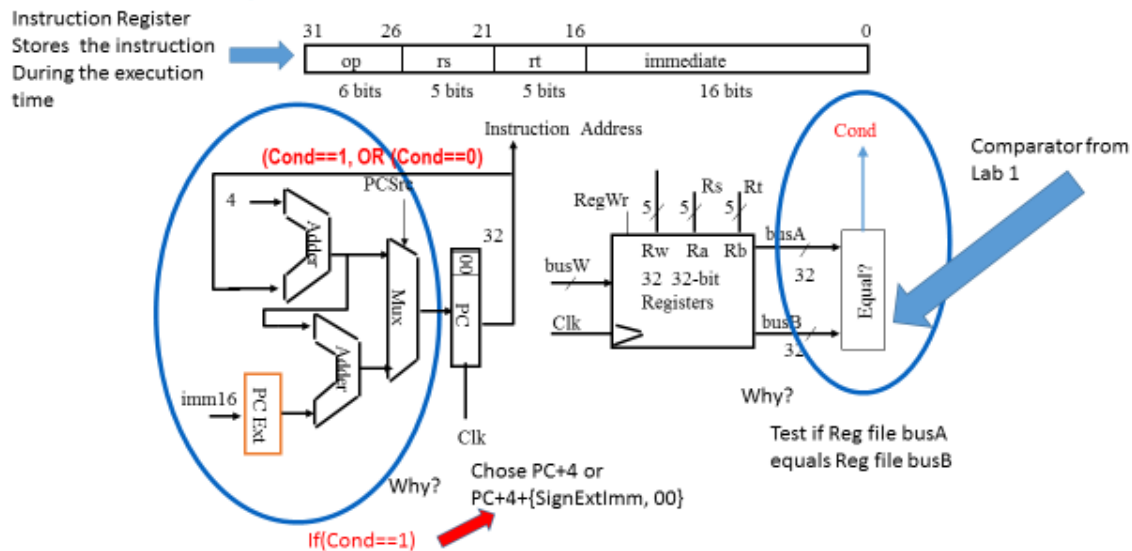 Instruction Register
Stores the instruction
During the execution
time
31 26 21 16 0
op rs rt immediate
6 bits 5 bits 5 bits 16 bits
Instruction Address
(Cond==1, OR (Cond==0)
PCSrc
4
Adder
32
00
PC
Mux
Adder
imm16
PC Ext
Clk
Cond
Comparator from
Lab 1
Rs Rt
RegWr 5 5 5
busA
Rw Ra Rb
busW
32 32-bit
Registers
32
Equal?
Clk
busB
32
Why?
Test if Reg file busA
equals Reg file busB
Why?
Chose PC+4 or
PC+4+{SignExtImm, 00}
If(Cond==1)